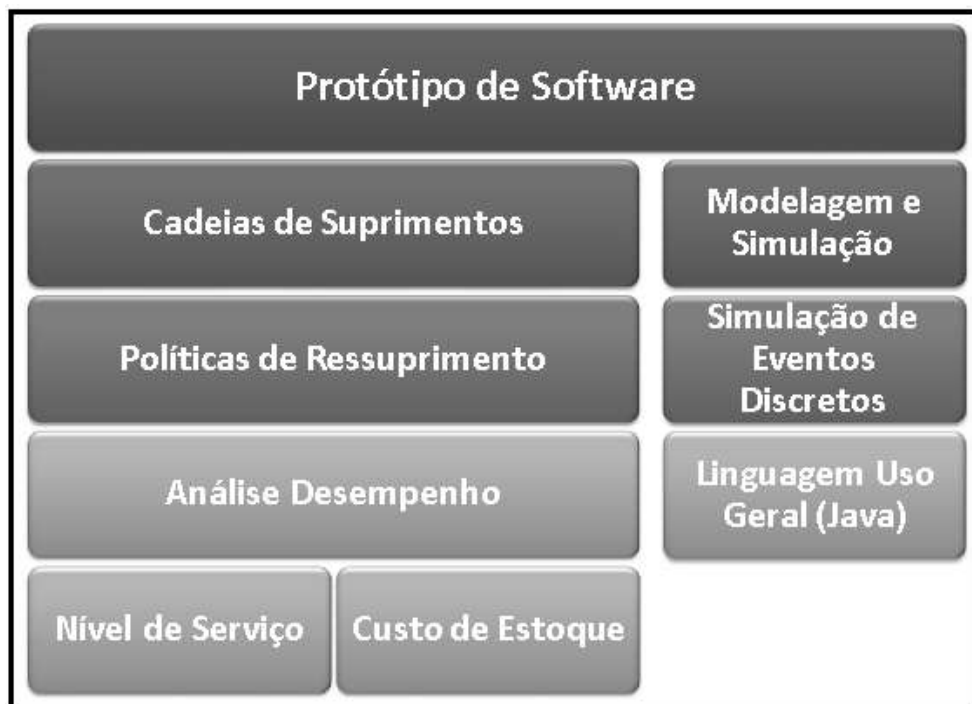 Protótipo de Software
Cadeias de Suprimentos
Modelagem e
Simulação
Políticas de Ressuprimento
Simulação de
Eventos
Discretos
Análise Desempenho
Linguagem Uso
Geral (Java)
Nível de Serviço
Custo de Estoque